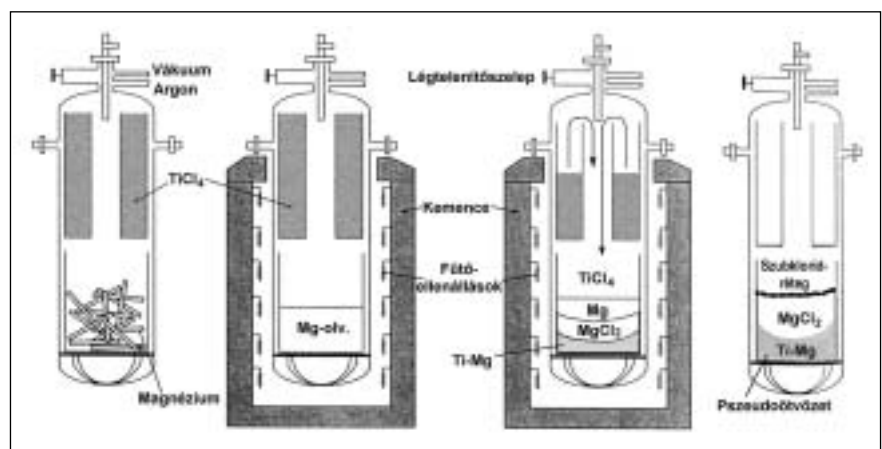 Vákuum
Argon
Légtelenítőszelep
TiCl₄
Kemence
Fűtő-
ellenállások
TiCl₄
Szubklorid-
réteg
Mg-olv.
Mg
MgCl₂
MgCl₂
Ti-Mg
Ti-Mg
Magnézium
Pszeudoötvözet